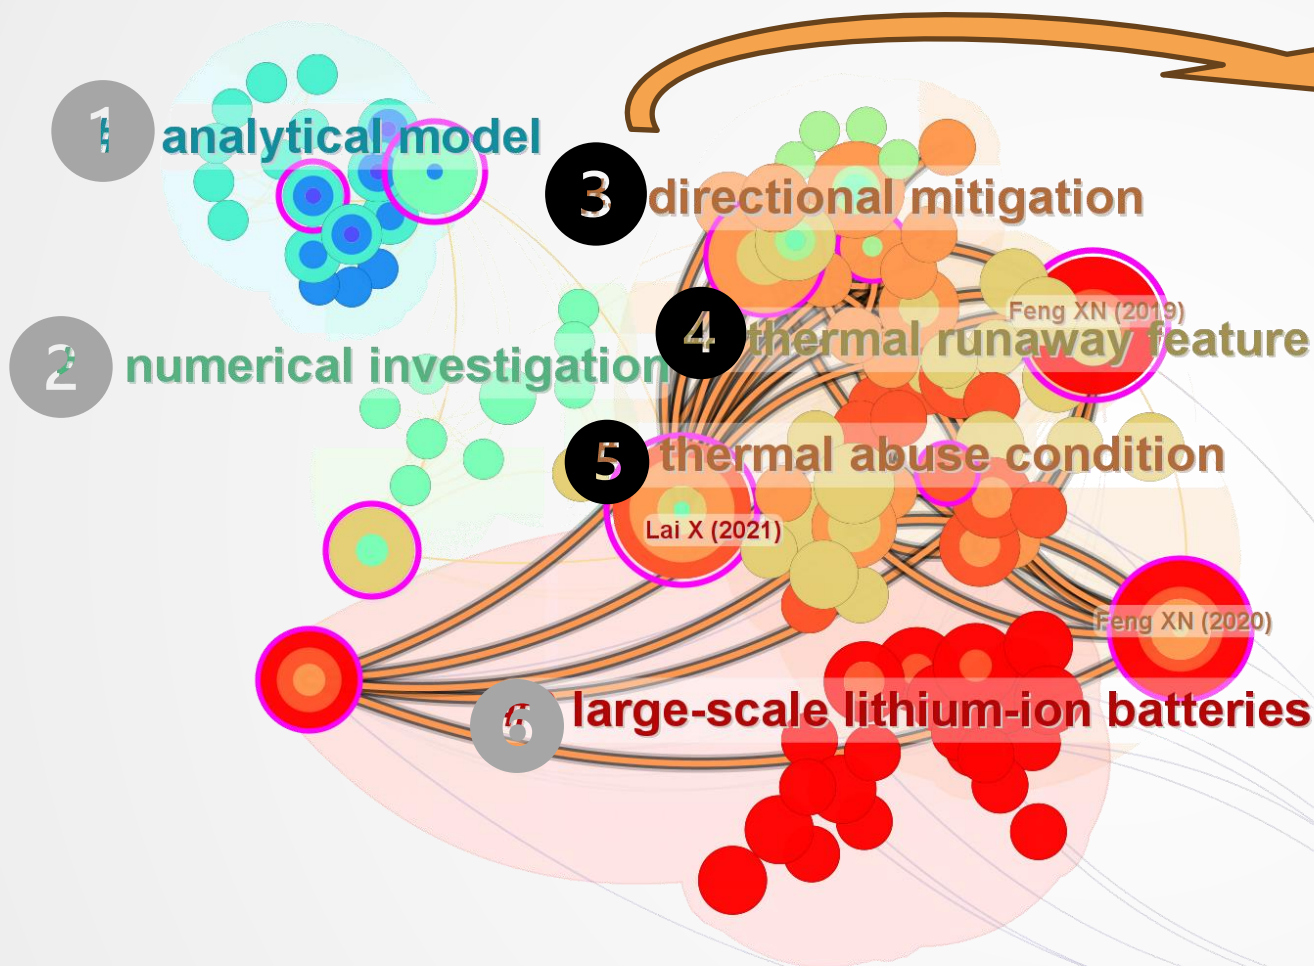 1 analytical model
3 directional mitigation
Feng XN (2019)
4 thermal runaway feature
2 numerical investigation
5 thermal abuse condition
Lai X (2021)
Feng XN (2020)
6 large-scale lithium-ion batteries